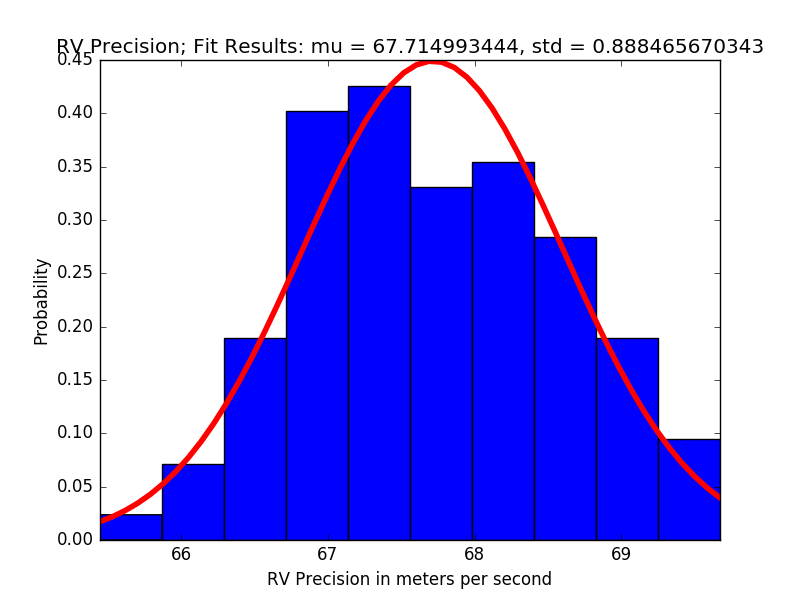 RV Precision; Fit Results: mu = 67.714993444, std = 0.888465670343
0.45
0.40
0.35
0.30
0.25
0.20
0.15
0.10
0.05
0.00
Probability
66 67 68 69
RV Precision in meters per second